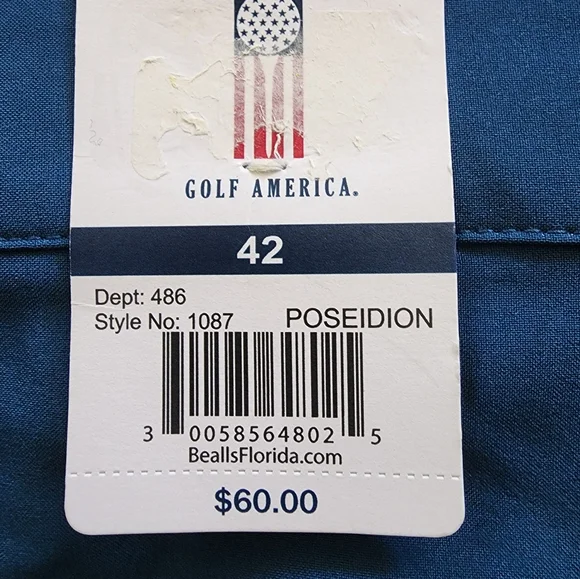 GOLF AMERICA®
42
Dept: 486
Style No: 1087 POSEIDION
3 0058564802 5
BeallsFlorida.com
$60.00